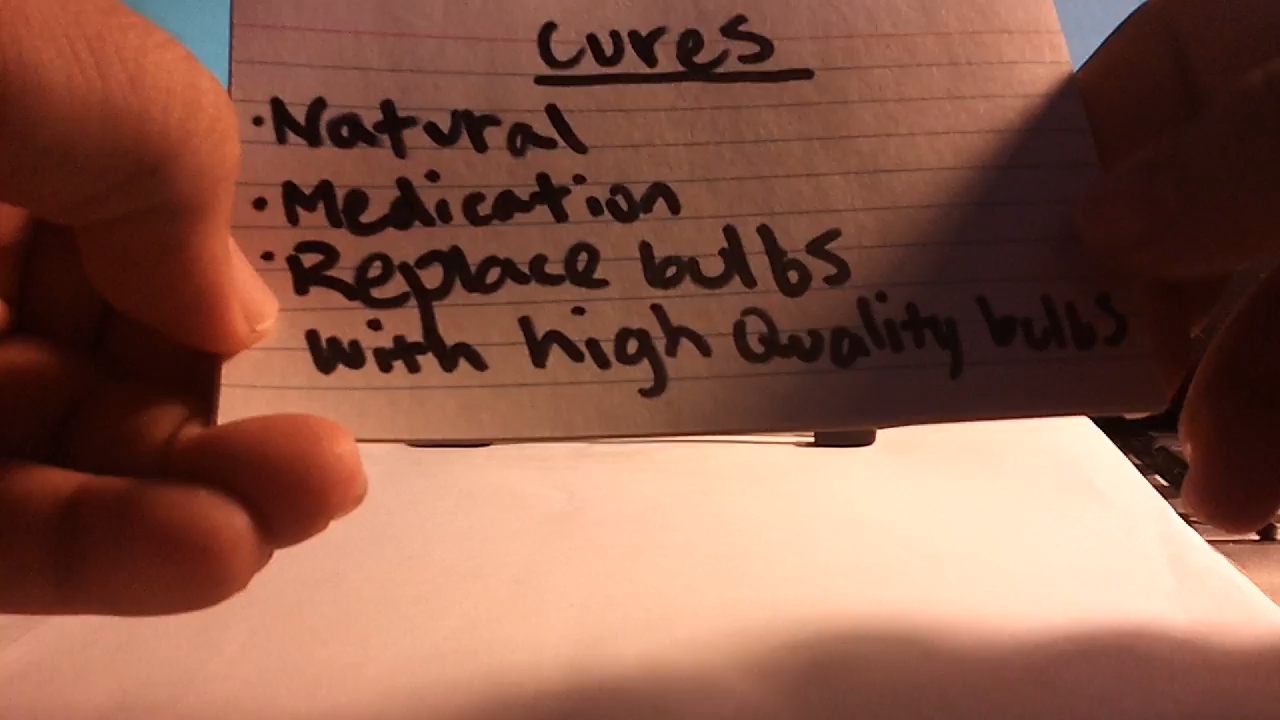 Cures
·Natural
·Medication
·Replace bulbs
with high Quality bulbs